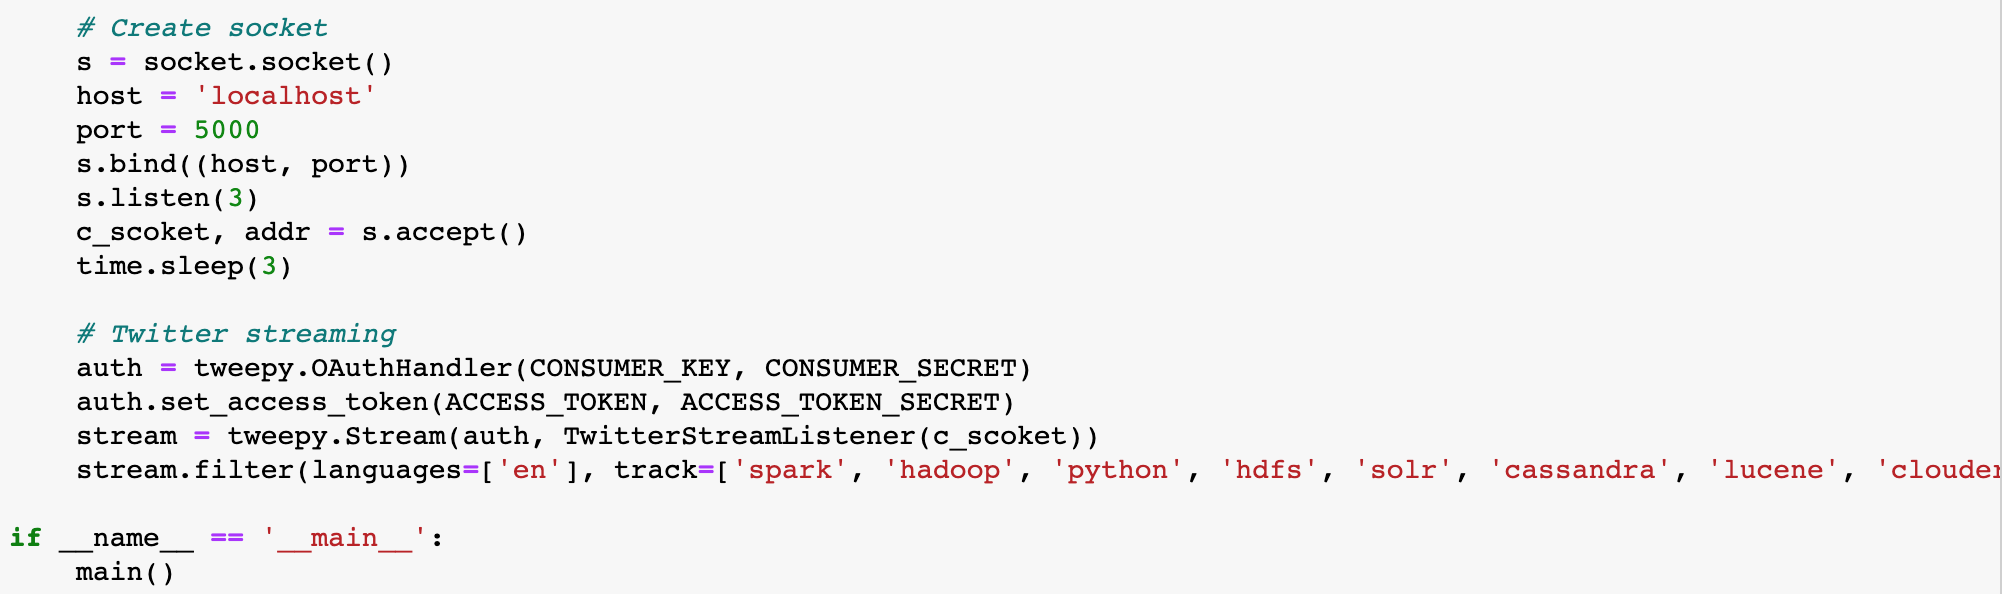 # Create socket
s = socket.socket()
host = 'localhost'
port = 5000
s.bind((host, port))
s.listen(3)
c_scoket, addr = s.accept()
time.sleep(3)
# Twitter streaming
auth = tweepy.OAuthHandler(CONSUMER_KEY, CONSUMER_SECRET)
auth.set_access_token(ACCESS_TOKEN, ACCESS_TOKEN_SECRET)
stream = tweepy.Stream(auth, TwitterStreamListener(c_scoket))
stream.filter(languages=['en'], track=['spark', 'hadoop', 'python', 'hdfs', 'solr', 'cassandra', 'lucene',
if __name__ == '__main__':
main()